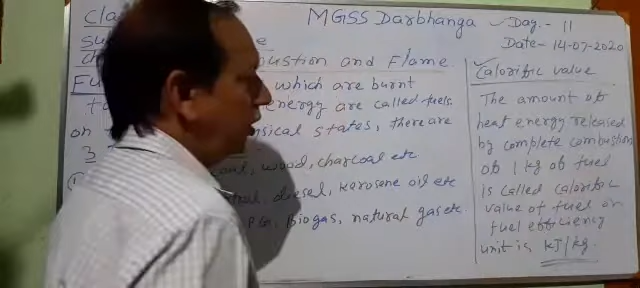 Cla
MGSS Darbhanga
Day - 11
Su
e
Date - 14-07-2020
Ch
bustion and Flame
Fu
which are burnt
to
energy are called fuels
on
sical states, there are
3
wood, charcoal etc
diesel, kerosene oil etc
Biogas, natural gas etc
Calorific value
The amount of
heat energy released
by complete combustion
of 1 kg of fuel
is called calorific
value of fuel or
fuel efficiency
unit is KJ/kg.